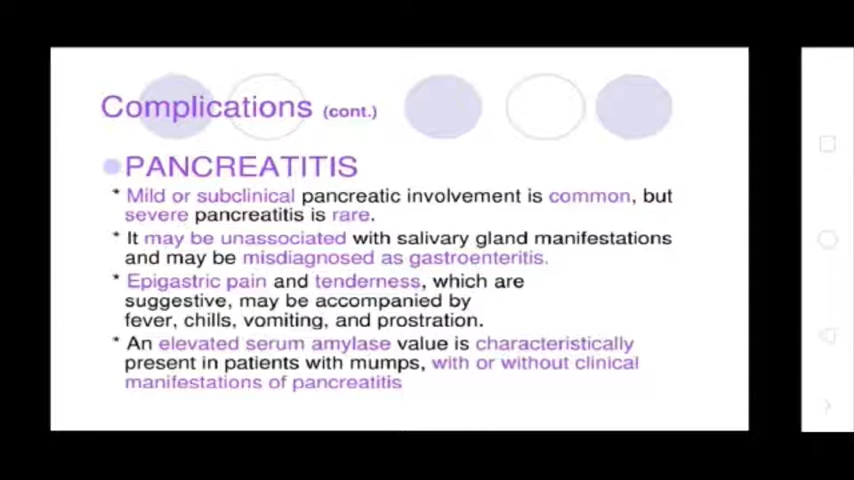 Complications (cont.)
PANCREATITIS
* Mild or subclinical pancreatic involvement is common, but
severe pancreatitis is rare.
* It may be unassociated with salivary gland manifestations
and may be misdiagnosed as gastroenteritis.
* Epigastric pain and tenderness, which are
suggestive, may be accompanied by
fever, chills, vomiting, and prostration.
* An elevated serum amylase value is characteristically
present in patients with mumps, with or without clinical
manifestations of pancreatitis